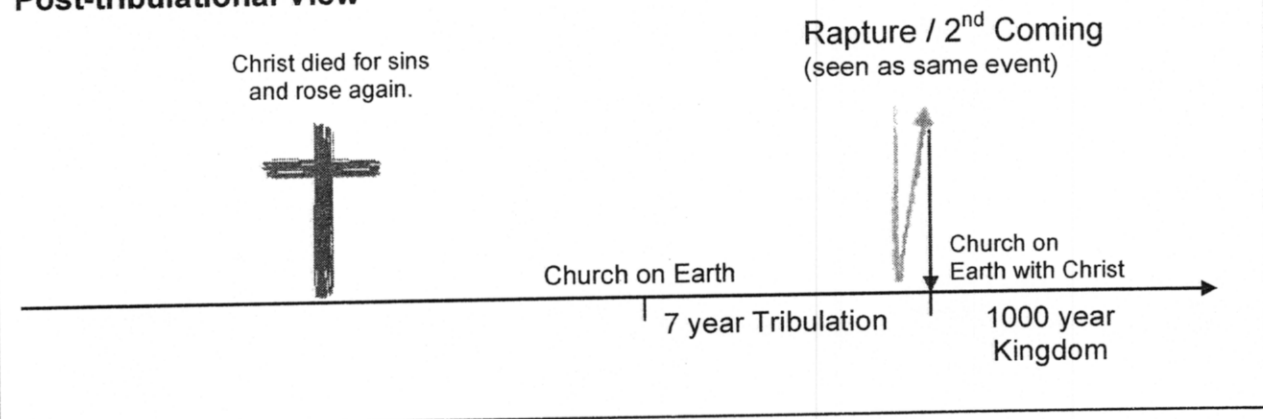 Post-tribulational View
Rapture / 2nd Coming
(seen as same event)
Christ died for sins
and rose again.
Church on
Earth with Christ
Church on Earth
7 year Tribulation
1000 year
Kingdom